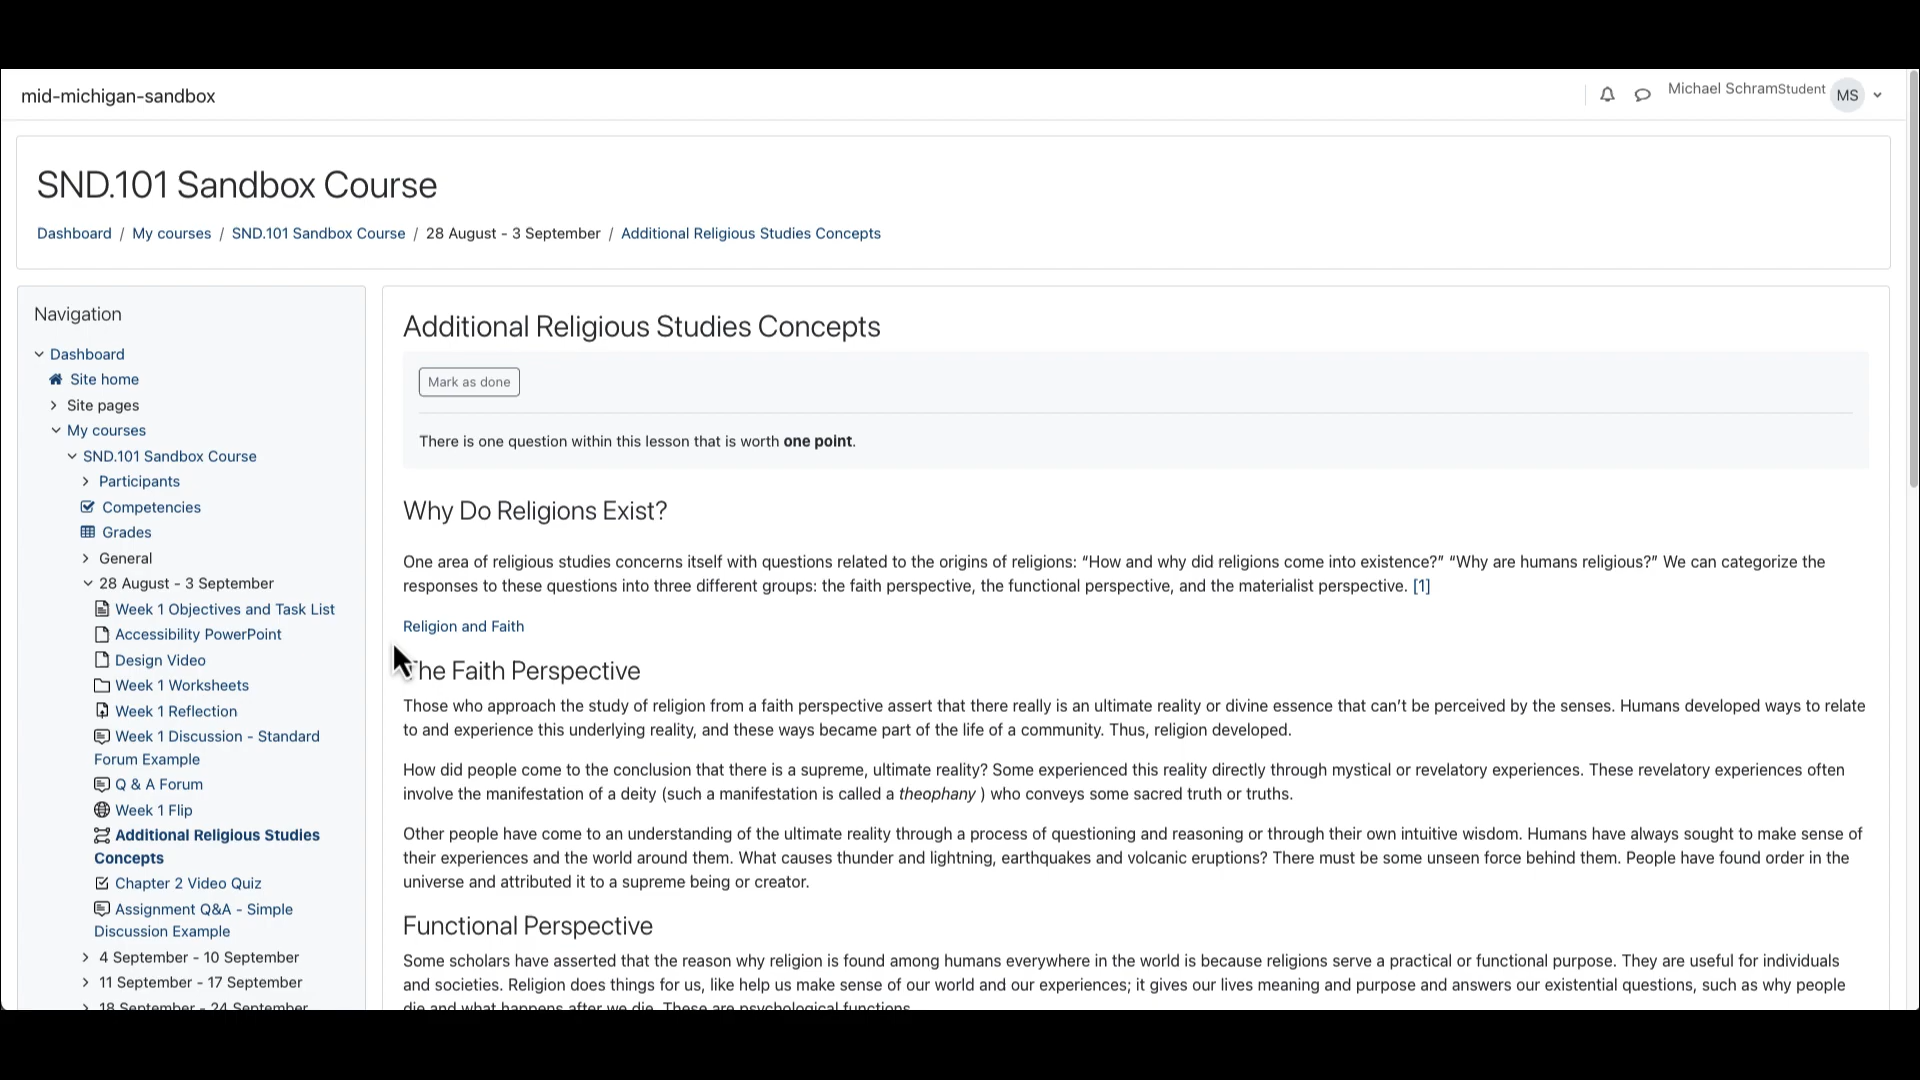 mid-michigan-sandbox
Michael SchramStudent
MS
SND.101 Sandbox Course
Dashboard / My courses / SND.101 Sandbox Course / 28 August - 3 September / Additional Religious Studies Concepts
Navigation
Dashboard
Site home
Site pages
My courses
SND.101 Sandbox Course
Participants
Competencies
Grades
General
28 August - 3 September
Week 1 Objectives and Task List
Accessibility PowerPoint
Design Video
Week 1 Worksheets
Week 1 Reflection
Week 1 Discussion - Standard
Forum Example
Q & A Forum
Week 1 Flip
Additional Religious Studies
Concepts
Chapter 2 Video Quiz
Assignment Q&A - Simple
Discussion Example
4 September - 10 September
11 September - 17 September
18 September - 24 September
Additional Religious Studies Concepts
Mark as done
There is one question within this lesson that is worth one point.
Why Do Religions Exist?
One area of religious studies concerns itself with questions related to the origins of religions: “How and why did religions come into existence?” “Why are humans religious?” We can categorize the
responses to these questions into three different groups: the faith perspective, the functional perspective, and the materialist perspective. [1]
Religion and Faith
The Faith Perspective
Those who approach the study of religion from a faith perspective assert that there really is an ultimate reality or divine essence that can’t be perceived by the senses. Humans developed ways to relate
to and experience this underlying reality, and these ways became part of the life of a community. Thus, religion developed.
How did people come to the conclusion that there is a supreme, ultimate reality? Some experienced this reality directly through mystical or revelatory experiences. These revelatory experiences often
involve the manifestation of a deity (such a manifestation is called a theophany ) who conveys some sacred truth or truths.
Other people have come to an understanding of the ultimate reality through a process of questioning and reasoning or through their own intuitive wisdom. Humans have always sought to make sense of
their experiences and the world around them. What causes thunder and lightning, earthquakes and volcanic eruptions? There must be some unseen force behind them. People have found order in the
universe and attributed it to a supreme being or creator.
Functional Perspective
Some scholars have asserted that the reason why religion is found among humans everywhere in the world is because religions serve a practical or functional purpose. They are useful for individuals
and societies. Religion does things for us, like help us make sense of our world and our experiences; it gives our lives meaning and purpose and answers our existential questions, such as why people
die and what happens after we die. These are psychological functions.